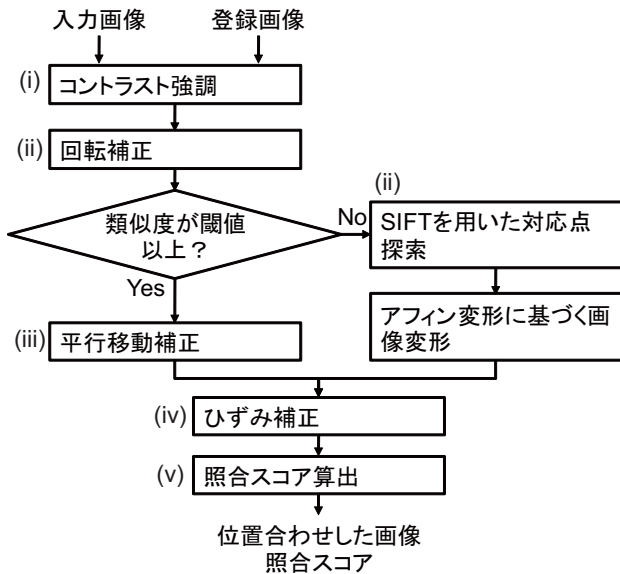 入力画像
登録画像
(i)
コントラスト強調
(ii)
回転補正
類似度が閾値
以上？
No
(ii)
SIFTを用いた対応点
探索
アフィン変形に基づく画
像変形
Yes
(iii)
平行移動補正
(iv)
ひずみ補正
(v)
照合スコア算出
位置合わせした画像
照合スコア